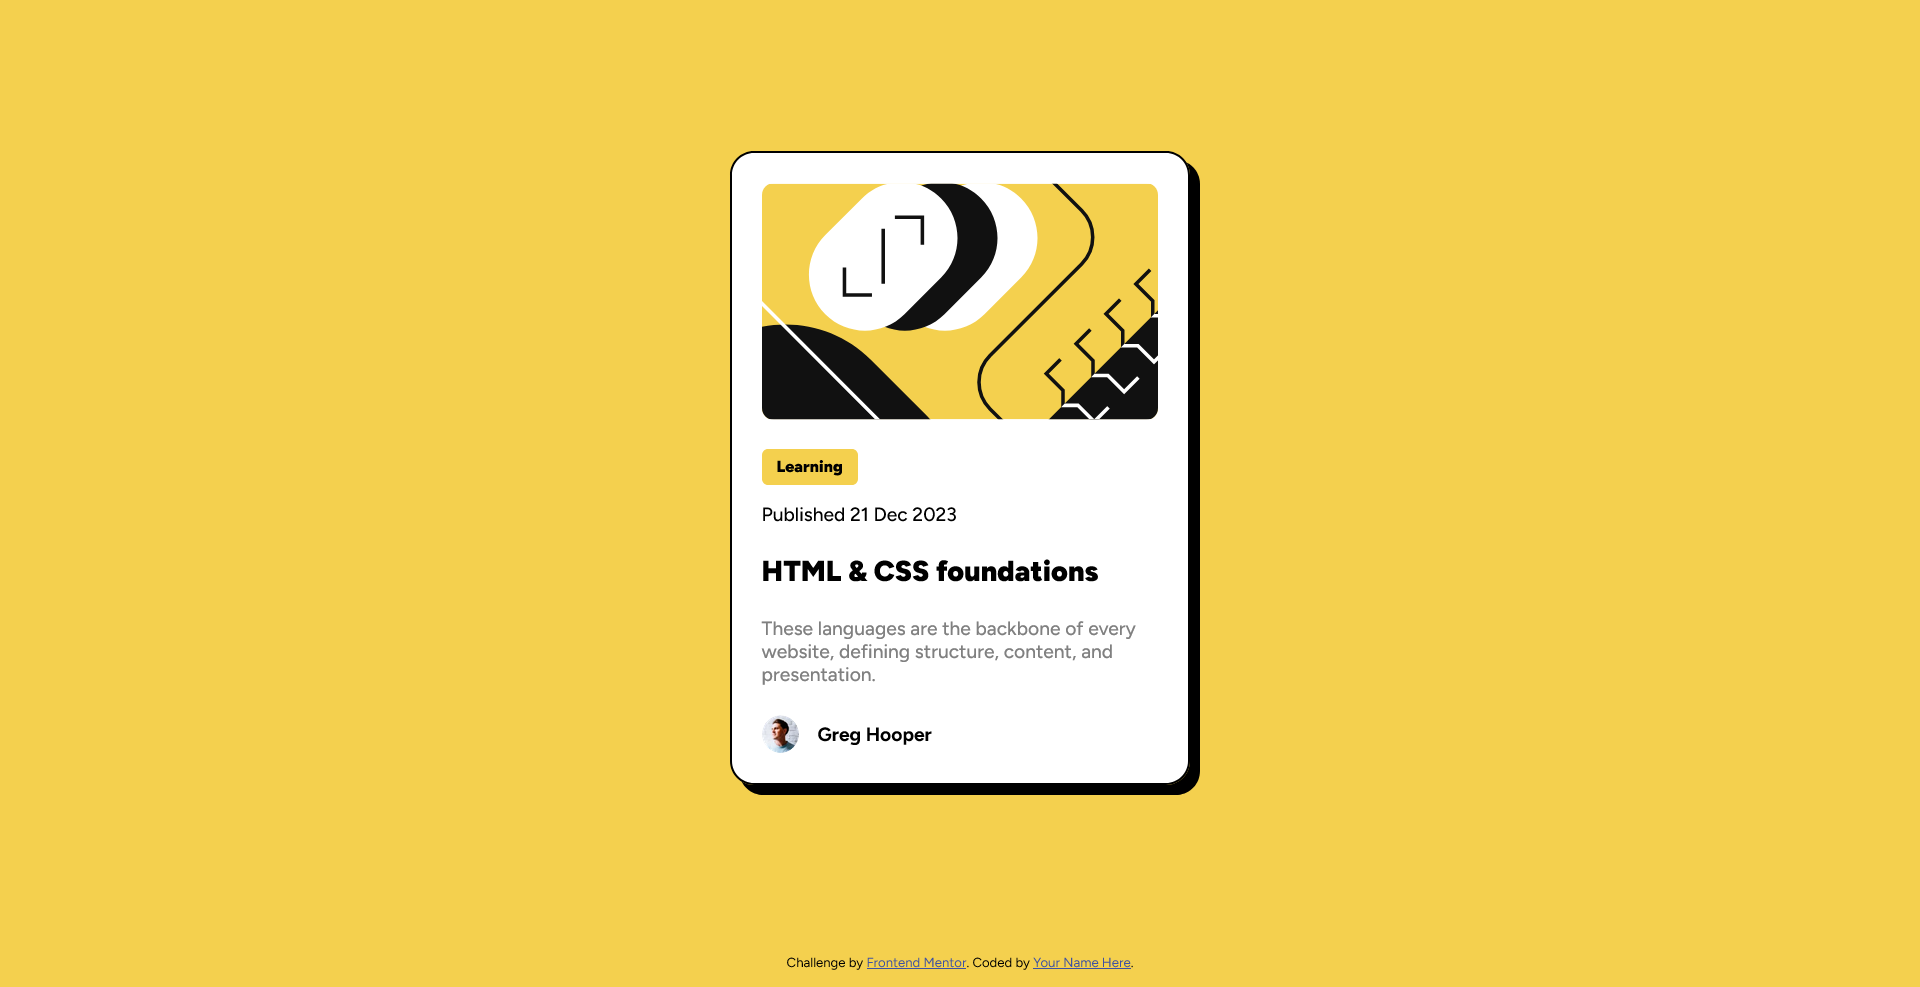 Learning
Published 21 Dec 2023
HTML & CSS foundations
These languages are the backbone of every
website, defining structure, content, and
presentation.
Greg Hooper
Challenge by Frontend Mentor. Coded by Your Name Here.